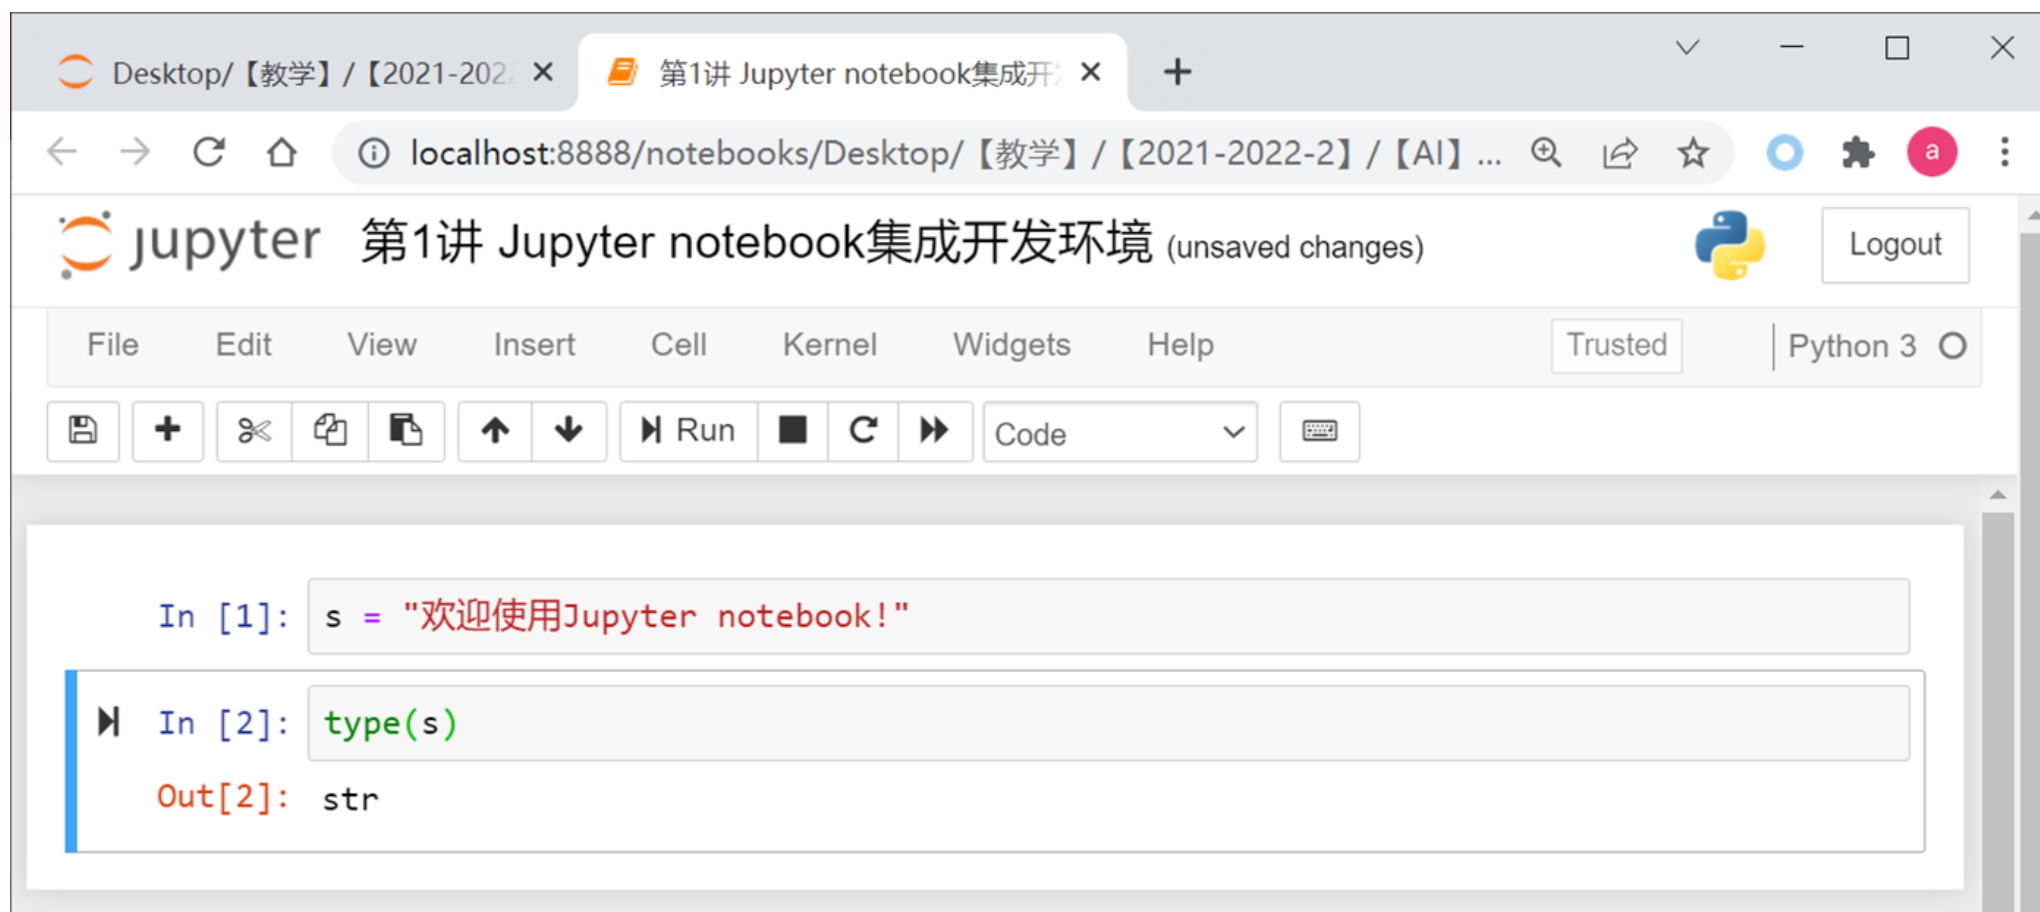 Desktop/【教学】/【2021-202
第1讲 Jupyter notebook集成开
localhost:8888/notebooks/Desktop/【教学】/【2021-2022-2】/【AI】...
a
jupyter 第1讲 Jupyter notebook集成开发环境 (unsaved changes)
Logout
File Edit View Insert Cell Kernel Widgets Help Trusted Python 3
Run Code
In [1]: s = "欢迎使用Jupyter notebook!"
In [2]: type(s)
Out[2]: str